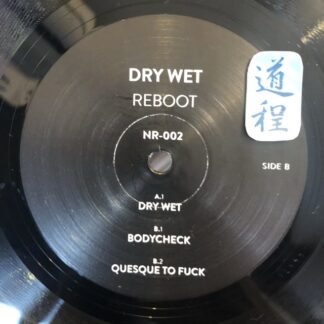 DRY WET
REBOOT
道
程
NR-002
SIDE B
A.1
DRY WET
B.1
BODYCHECK
B.2
QUESQUE TO FUCK